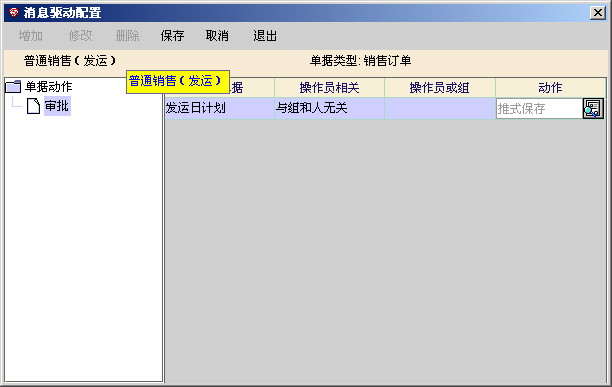 消息驱动配置
增加 修改 删除 保存 取消 退出
普通销售(发运) 单据类型: 销售订单
普通销售(发运)
单据动作
审批
据 操作员相关 操作员或组 动作
发运日计划 与组和人无关 推式保存